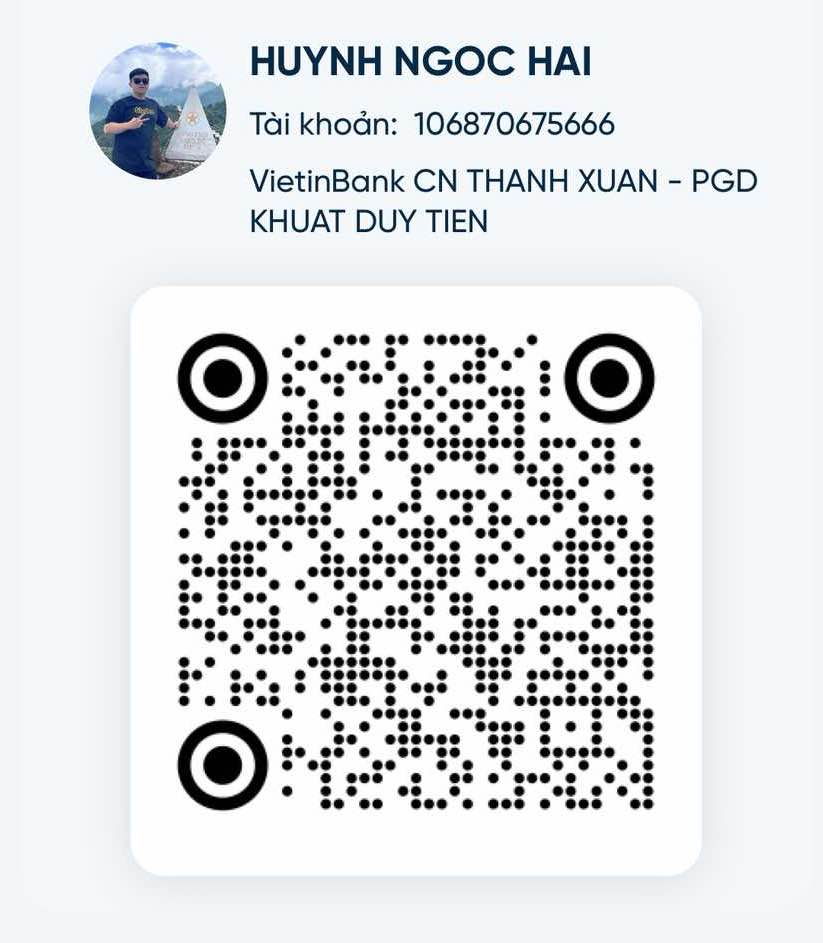 HUYNH NGOC HAI
Tài khoản: 106870675666
VietinBank CN THANH XUAN - PGD
KHUAT DUY TIEN